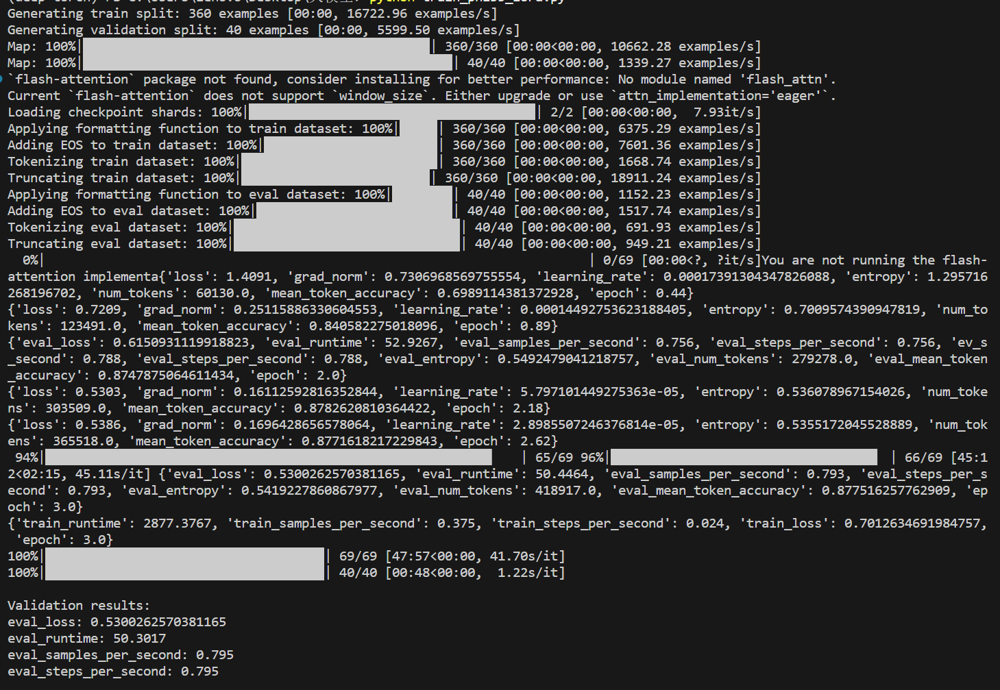 Generating train split: 360 examples [00:00, 16722.96 examples/s]
Generating validation split: 40 examples [00:00, 5599.50 examples/s]
Map: 100%| | 360/360 [00:00<00:00, 10662.28 examples/s]
Map: 100%| | 40/40 [00:00<00:00, 1339.27 examples/s]
`flash-attention` package not found, consider installing for better performance: No module named 'flash_attn'.
Current `flash-attention` does not support `window_size`. Either upgrade or use `attn_implementation='eager'`.
Loading checkpoint shards: 100%| | 2/2 [00:00<00:00, 7.93it/s]
Applying formatting function to train dataset: 100%| | 360/360 [00:00<00:00, 6375.29 examples/s]
Adding EOS to train dataset: 100%| | 360/360 [00:00<00:00, 7601.36 examples/s]
Tokenizing train dataset: 100%| | 360/360 [00:00<00:00, 1668.74 examples/s]
Truncating train dataset: 100%| | 360/360 [00:00<00:00, 18911.24 examples/s]
Applying formatting function to eval dataset: 100%| | 40/40 [00:00<00:00, 1152.23 examples/s]
Adding EOS to eval dataset: 100%| | 40/40 [00:00<00:00, 1517.74 examples/s]
Tokenizing eval dataset: 100%| | 40/40 [00:00<00:00, 691.93 examples/s]
Truncating eval dataset: 100%| | 40/40 [00:00<00:00, 949.21 examples/s]
0%| | 0/69 [00:00<?, ?it/s]You are not running the flash-
attention implementa{'loss': 1.4091, 'grad_norm': 0.7306968569755554, 'learning_rate': 0.00017391304347826088, 'entropy': 1.295716
268196702, 'num_tokens': 60130.0, 'mean_token_accuracy': 0.6989114381372928, 'epoch': 0.44}
{'loss': 0.7209, 'grad_norm': 0.25115886330604553, 'learning_rate': 0.00014492753623188405, 'entropy': 0.7009574390947819, 'num_to
kens': 123491.0, 'mean_token_accuracy': 0.840582275018096, 'epoch': 0.89}
{'eval_loss': 0.6150931119918823, 'eval_runtime': 52.9267, 'eval_samples_per_second': 0.756, 'eval_steps_per_second': 0.756, 'ev_s
_second': 0.788, 'eval_steps_per_second': 0.788, 'eval_entropy': 0.5492479041218757, 'eval_num_tokens': 279278.0, 'eval_mean_token
_accuracy': 0.8747875064611434, 'epoch': 2.0}
{'loss': 0.5303, 'grad_norm': 0.16112592816352844, 'learning_rate': 5.797101449275363e-05, 'entropy': 0.536078967154026, 'num_toke
ns': 303509.0, 'mean_token_accuracy': 0.8782620810364422, 'epoch': 2.18}
{'loss': 0.5386, 'grad_norm': 0.1696428656578064, 'learning_rate': 2.8985507246376814e-05, 'entropy': 0.5355172045528889, 'num_tok
ens': 365518.0, 'mean_token_accuracy': 0.8771618217229843, 'epoch': 2.62}
94%| | 65/69 96%| | 66/69 [45:1
2<02:15, 45.11s/it] {'eval_loss': 0.5300262570381165, 'eval_runtime': 50.4464, 'eval_samples_per_second': 0.793, 'eval_steps_per_s
econd': 0.793, 'eval_entropy': 0.5419227860867977, 'eval_num_tokens': 418917.0, 'eval_mean_token_accuracy': 0.877516257762909, 'ep
och': 3.0}
{'train_runtime': 2877.3767, 'train_samples_per_second': 0.375, 'train_steps_per_second': 0.024, 'train_loss': 0.7012634691984757,
'epoch': 3.0}
100%| | 69/69 [47:57<00:00, 41.70s/it]
100%| | 40/40 [00:48<00:00, 1.22s/it]
Validation results:
eval_loss: 0.5300262570381165
eval_runtime: 50.3017
eval_samples_per_second: 0.795
eval_steps_per_second: 0.795